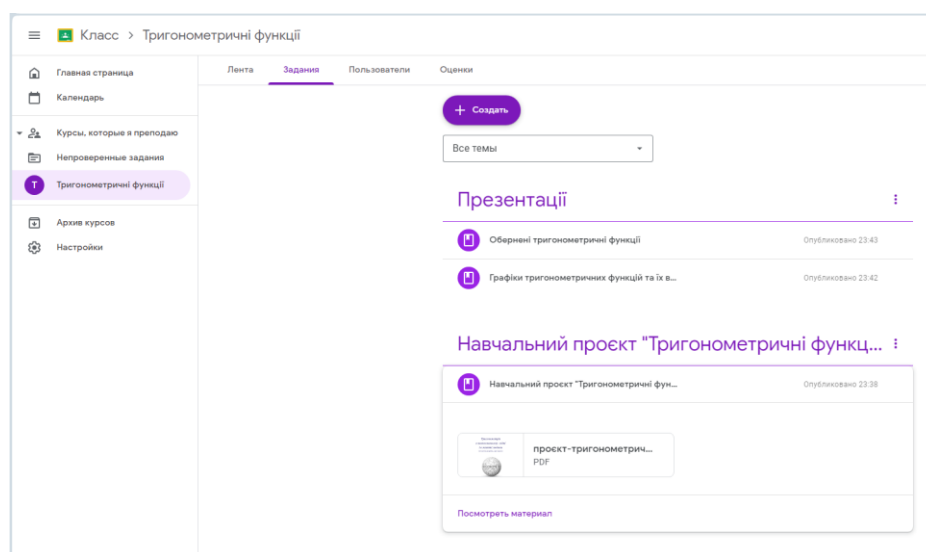 Класс > Тригонометричні функції
Главная страница
Календарь
Курсы, которые я преподаю
Непроверенные задания
Т Тригонометричні функції
Архив курсов
Настройки
Лента Задания Пользователи Оценки
+ Создать
Все темы
Презентації
Обернені тригонометричні функції Опубликовано 23:43
Графіки тригонометричних функцій та їх в... Опубликовано 23:42
Навчальний проєкт "Тригонометричні функц...
Навчальний проєкт "Тригонометричні фун... Опубликовано 23:38
проєкт-тригонометрич...
PDF
Посмотреть материал